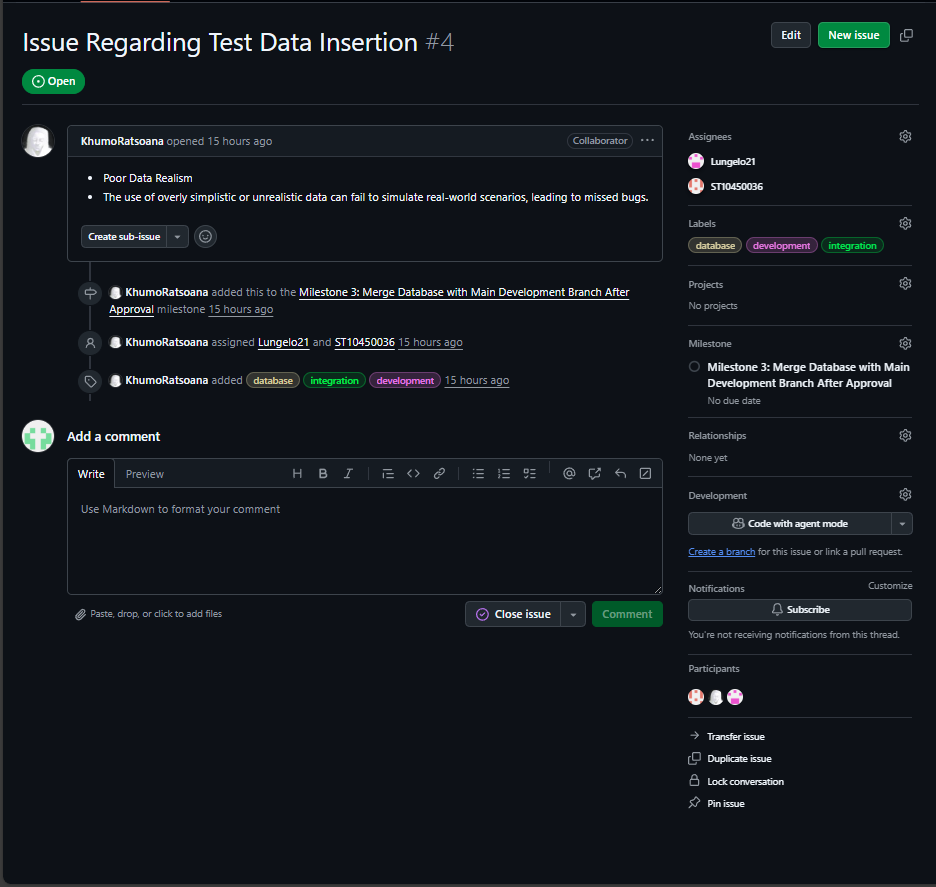 Issue Regarding Test Data Insertion #4
Edit
New issue
Open
KhumoRatsoana opened 15 hours ago
Collaborator
Poor Data Realism
The use of overly simplistic or unrealistic data can fail to simulate real-world scenarios, leading to missed bugs.
Create sub-issue
KhumoRatsoana added this to the Milestone 3: Merge Database with Main Development Branch After
Approval milestone 15 hours ago
KhumoRatsoana assigned Lungelo21 and ST10450036 15 hours ago
KhumoRatsoana added database integration development 15 hours ago
Add a comment
Write
Preview
Use Markdown to format your comment
Paste, drop, or click to add files
Close issue
Comment
Assignees
Lungelo21
ST10450036
Labels
database development integration
Projects
No projects
Milestone
Milestone 3: Merge Database with Main
Development Branch After Approval
No due date
Relationships
None yet
Development
Code with agent mode
Create a branch for this issue or link a pull request.
Notifications
Customize
Subscribe
You're not receiving notifications from this thread.
Participants
Transfer issue
Duplicate issue
Lock conversation
Pin issue